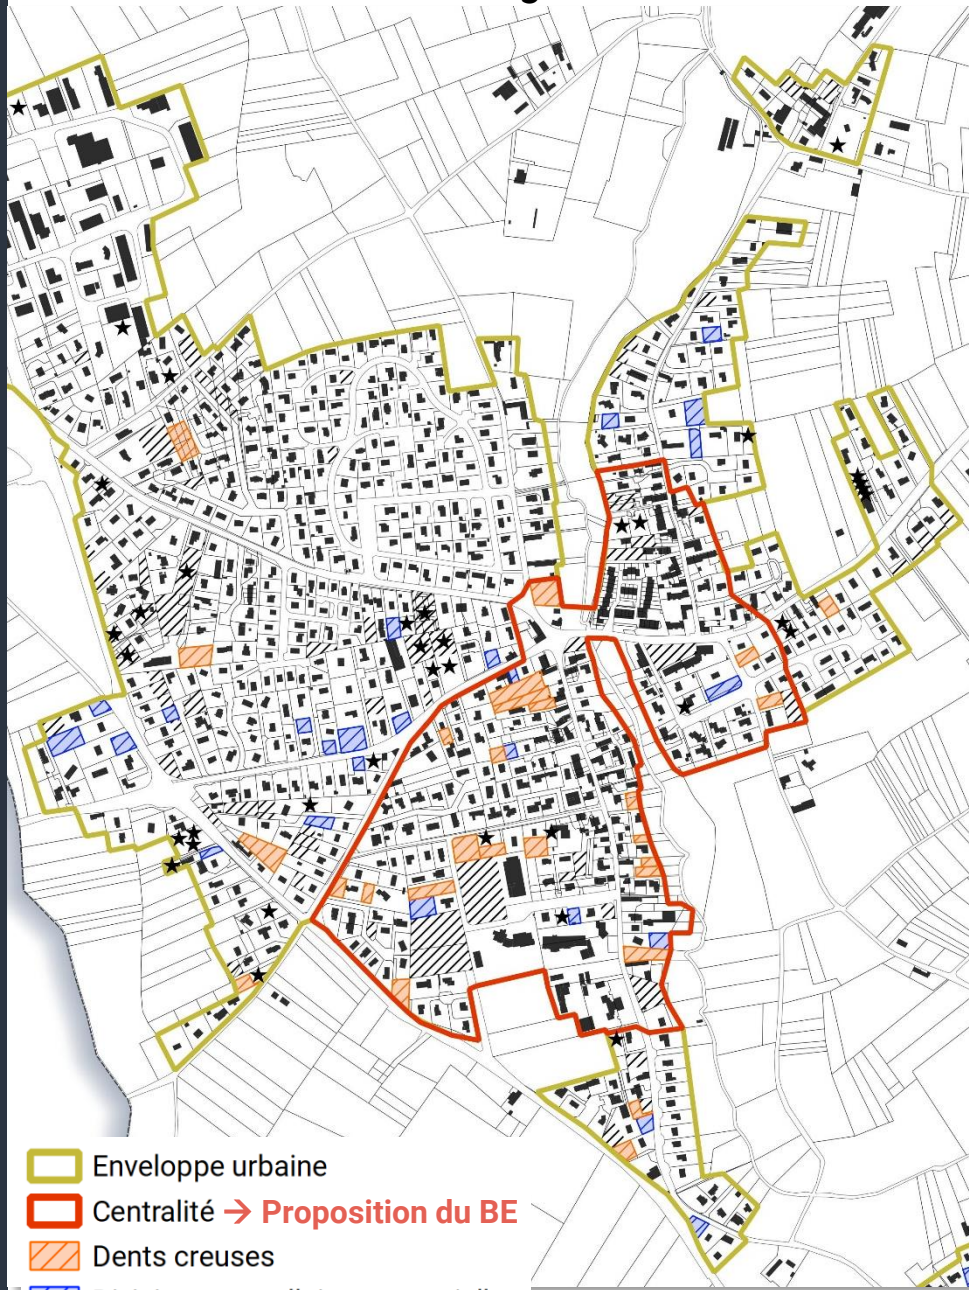 Enveloppe urbaine
Centralité → Proposition du BE
Dents creuses